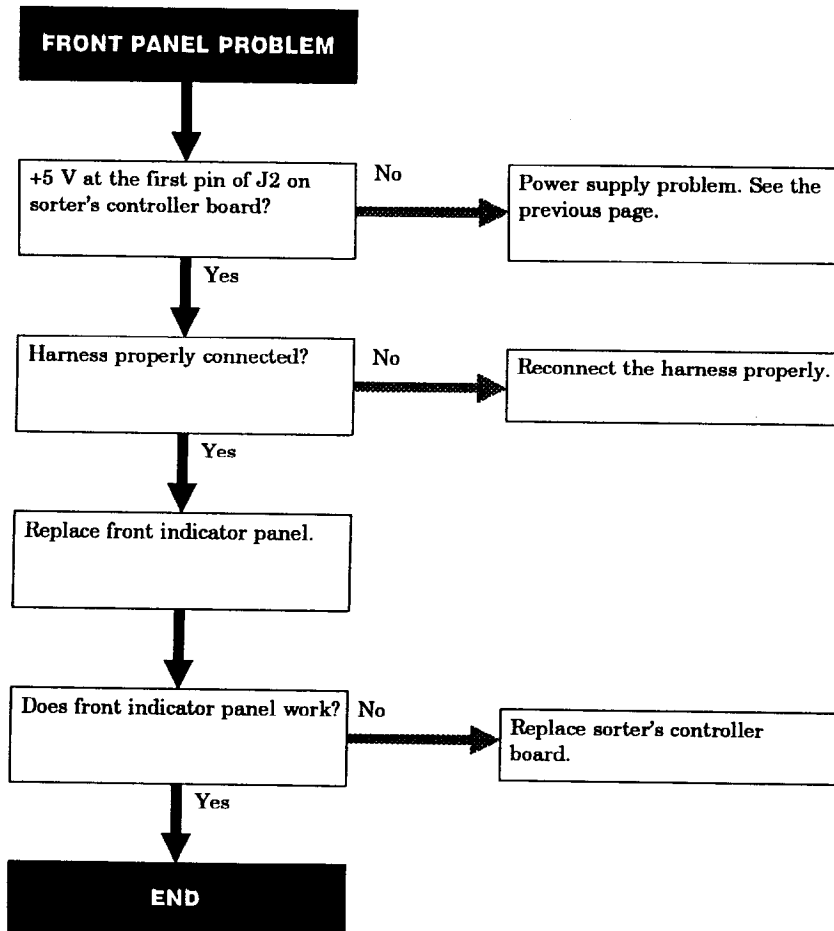 FRONT PANEL PROBLEM
+5 V at the first pin of J2 on
sorter's controller board?
No
Power supply problem. See the
previous page.
Yes
Harness properly connected?
No
Reconnect the harness properly.
Yes
Replace front indicator panel.
Does front indicator panel work?
No
Replace sorter's controller
board.
Yes
END